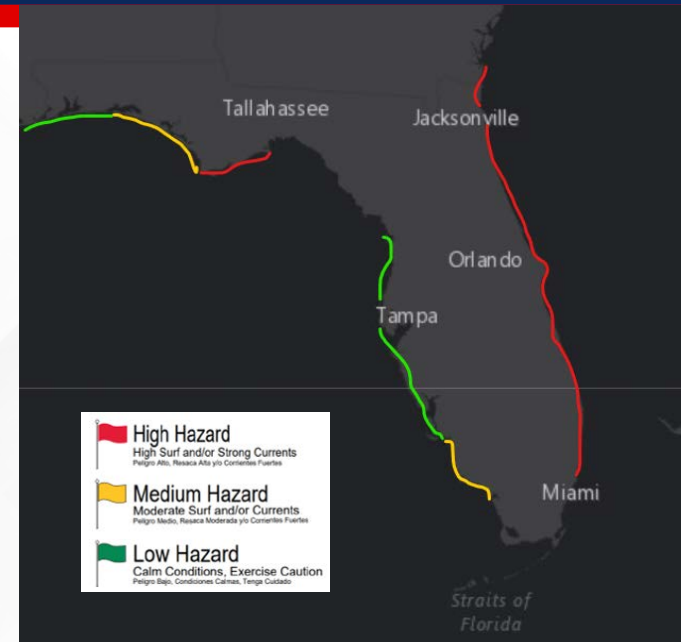 Tallahassee
Jacksonville
Orlando
Tampa
Miami
Straits of
Florida
High Hazard
High Surf and/or Strong Currents
Peligro Alto, Resaca Alta y/o Corrientes Fuertes
Medium Hazard
Moderate Surf and/or Currents
Peligro Medio, Resaca Moderada y/o Corrientes Fuertes
Low Hazard
Calm Conditions, Exercise Caution
Peligro Bajo, Condiciones Calmas, Tenga Cuidado